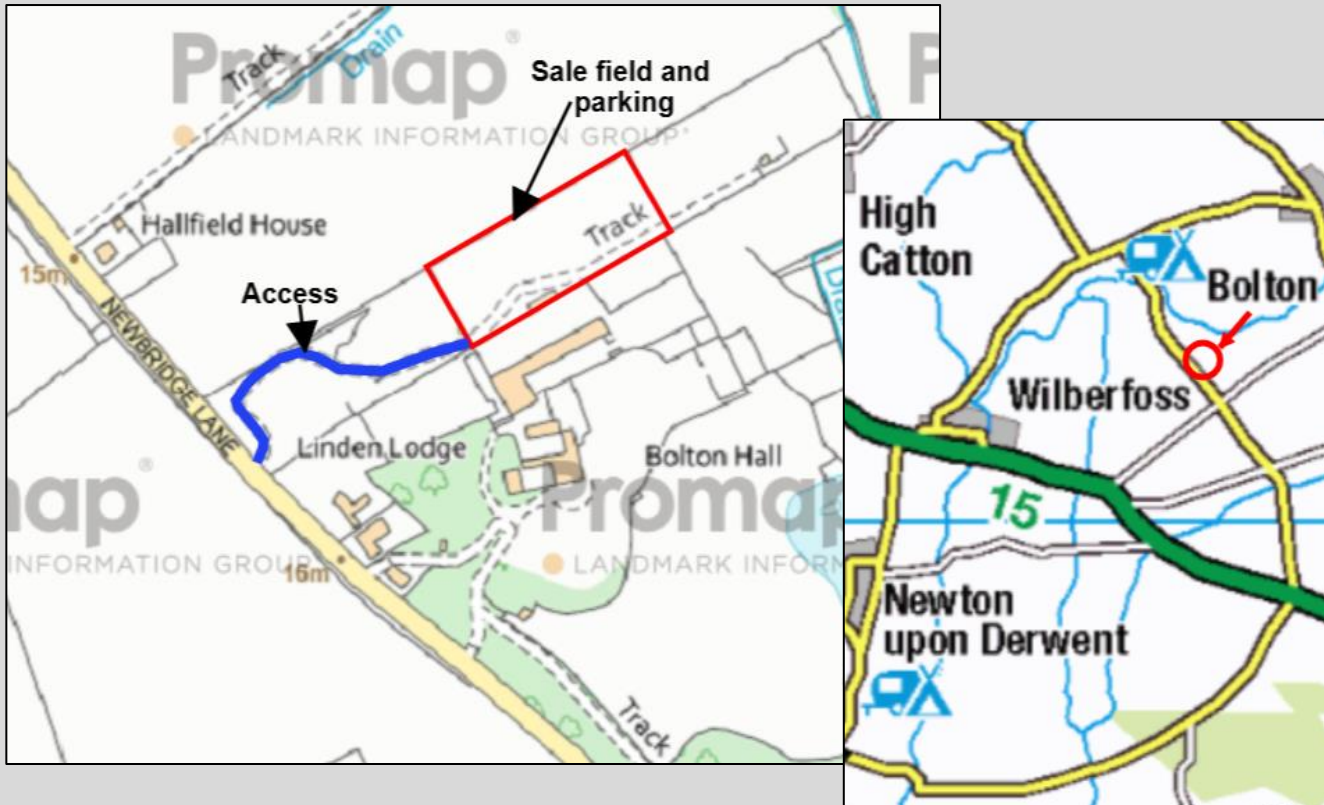 Promap®
LANDMARK INFORMATION GROUP®
Track
Drain
Sale field and
parking
P
Hallfield House
15m
Track
Access
NEWBRIDGE LANE
Linden Lodge
Bolton Hall
map®
INFORMATION GROUP
16m
Promap
LANDMARK INFORM
Track
High
Catton
Bolton
Wilberfoss
15
Newton
upon Derwent